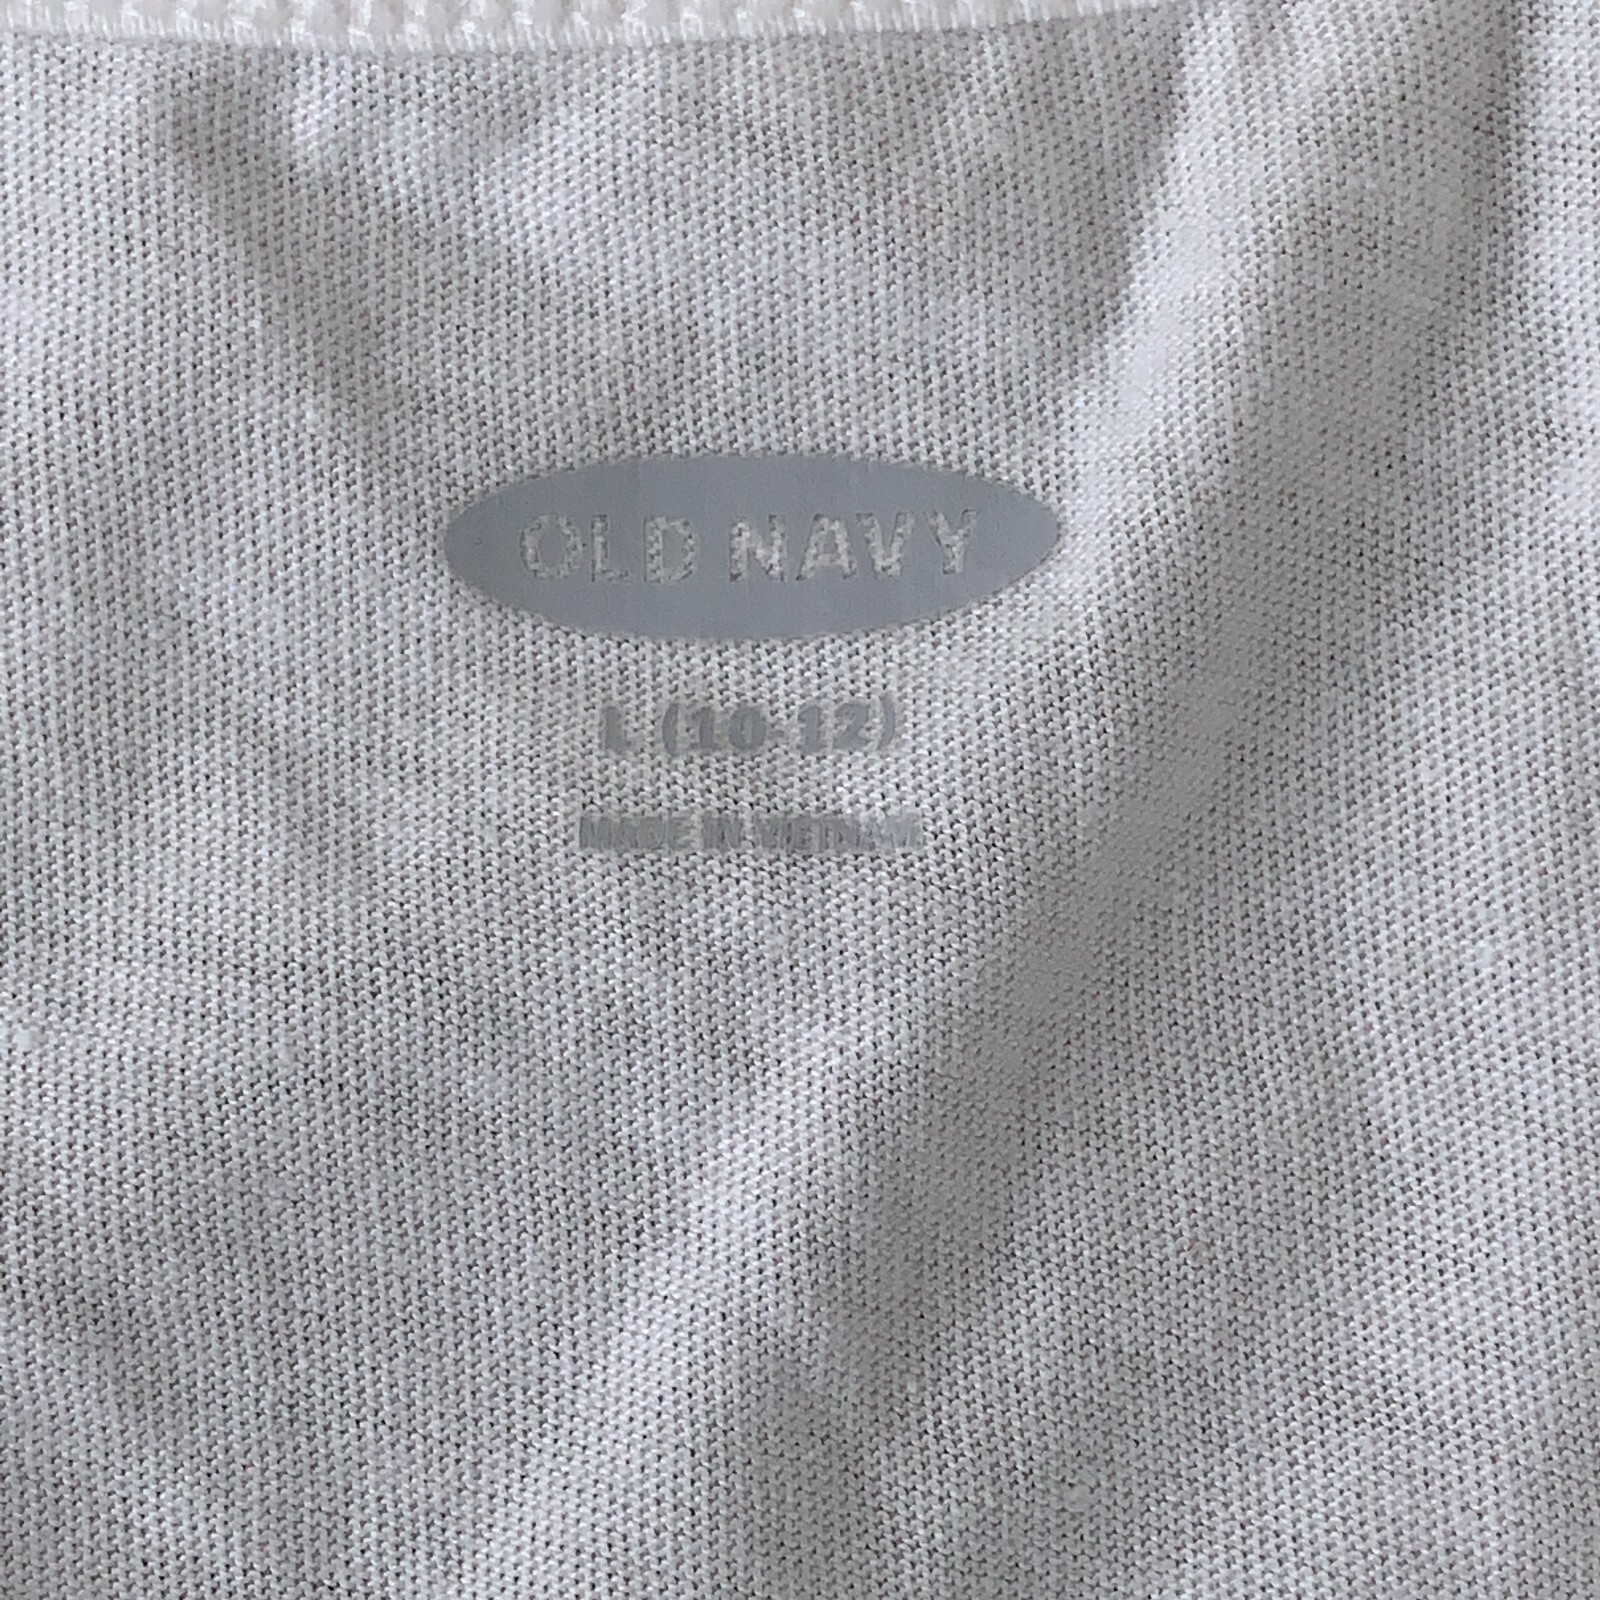 OLD NAVY
L (10-12)
MADE IN VIETNAM